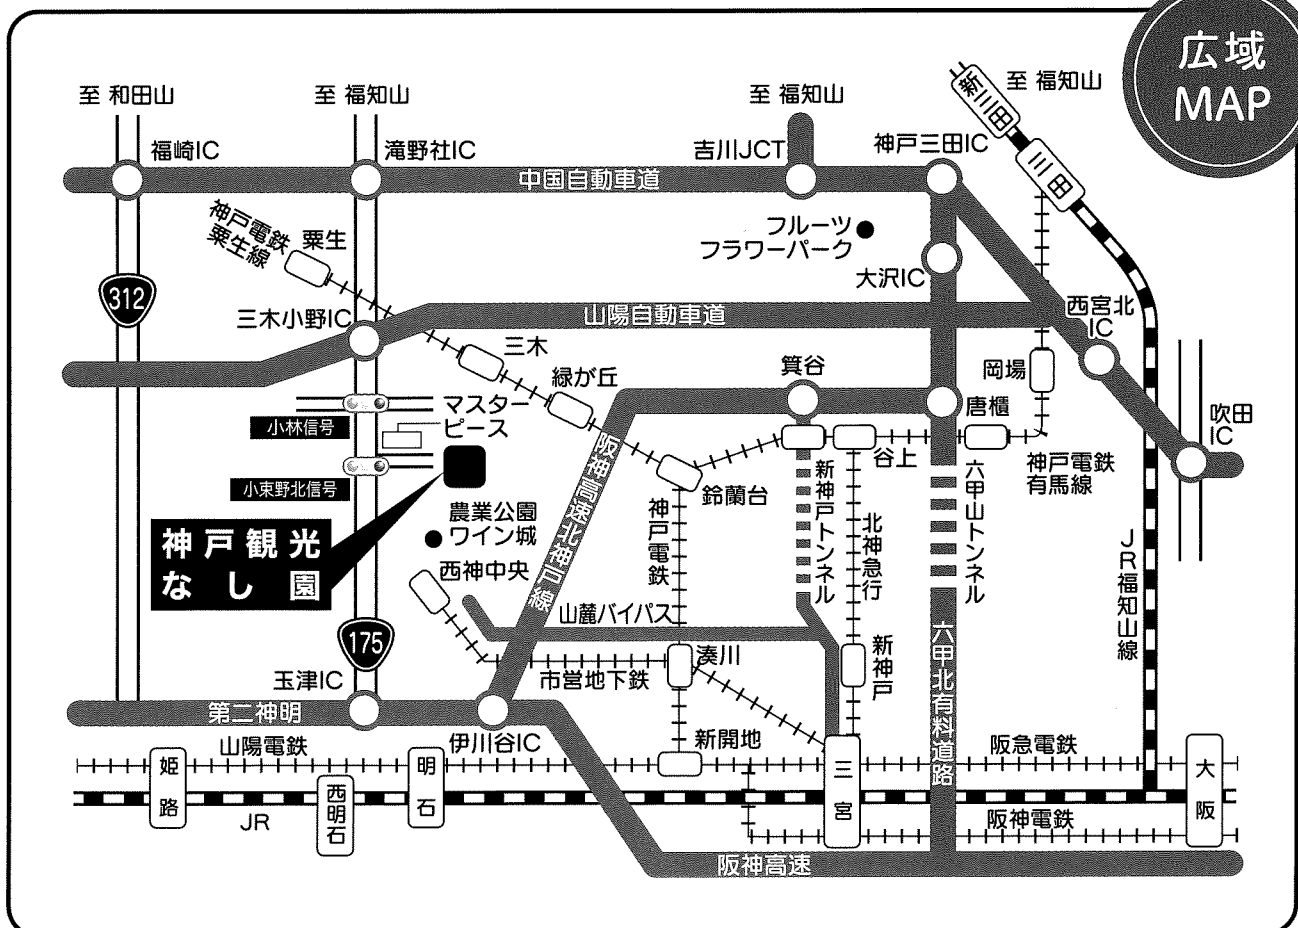 広域
MAP
至 和田山
至 福知山
至 福知山
至 福知山
新三田
三田
福崎IC
滝野社IC
吉川JCT
神戸三田IC
中国自動車道
神戸電鉄
粟生線
粟生
フルーツ
フラワーパーク
大沢IC
312
三木小野IC
山陽自動車道
西宮北
IC
三木
緑が丘
箕谷
岡場
唐櫃
吹田
IC
マスター
ピース
小林信号
小束野北信号
谷上
神戸電鉄
有馬線
鈴蘭台
阪神高速北神戸線
神戸電鉄
新神戸トンネル
北神急行
六甲山トンネル
JR福知山線
農業公園
ワイン城
神戸観光
なし園
西神中央
山麓バイパス
175
湊川
新神戸
市営地下鉄
六甲北有料道路
玉津IC
第二神明
伊川谷IC
新開地
山陽電鉄
阪急電鉄
姫路
西明石
明石
三宮
大阪
JR
阪神電鉄
阪神高速